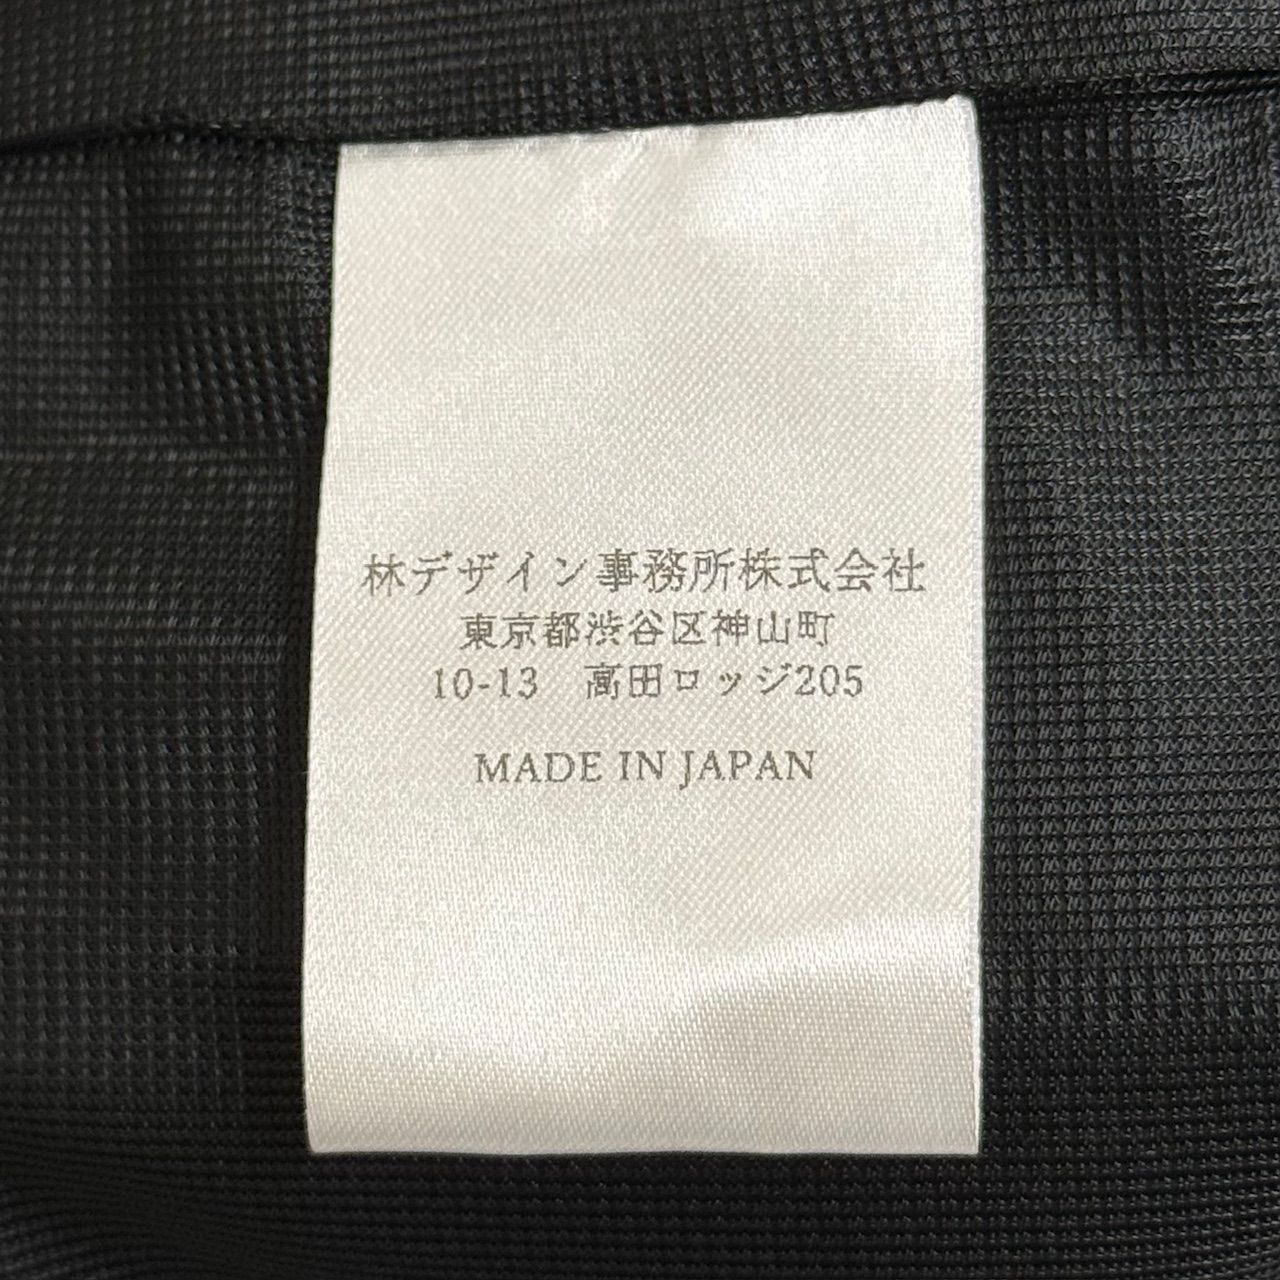 林デザイン事務所株式会社
東京都渋谷区神山町
10-13　高田ロッジ205
MADE IN JAPAN